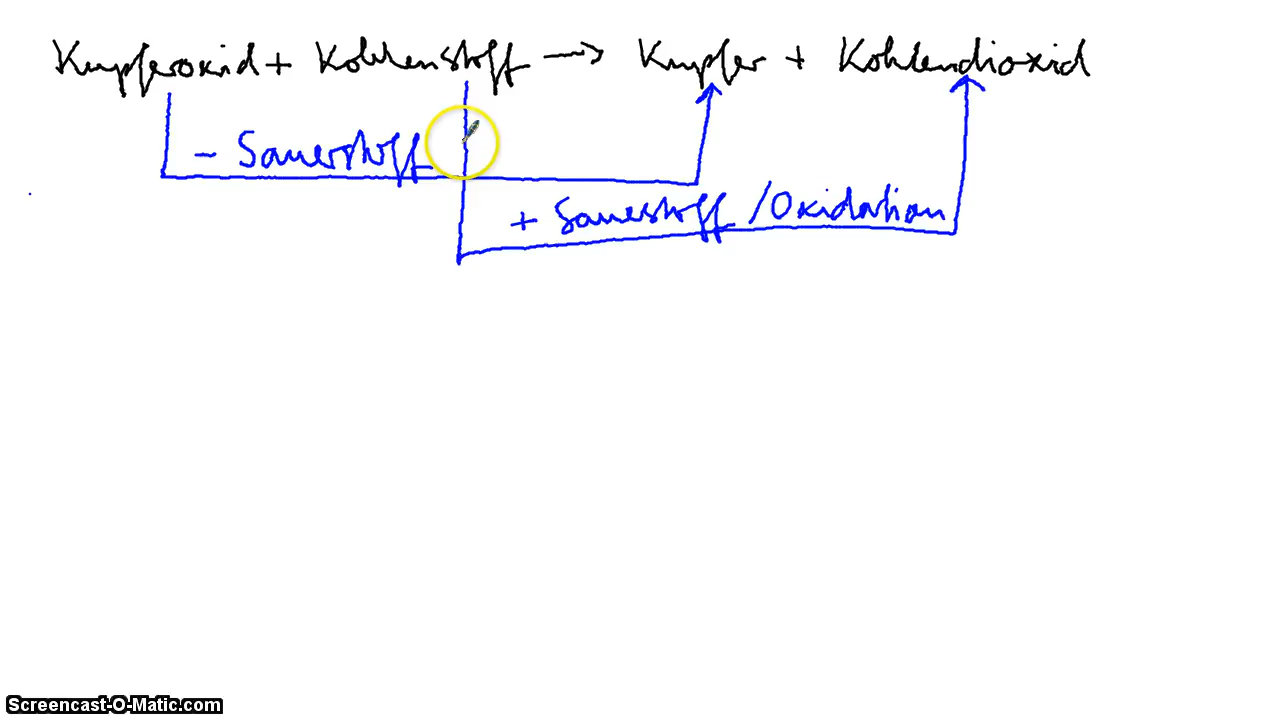 Kupferoxid + Kohlenstoff → Kupfer + Kohlendioxid
- Sauerstoff
+ Sauerstoff / Oxidation
Screencast-O-Matic.com